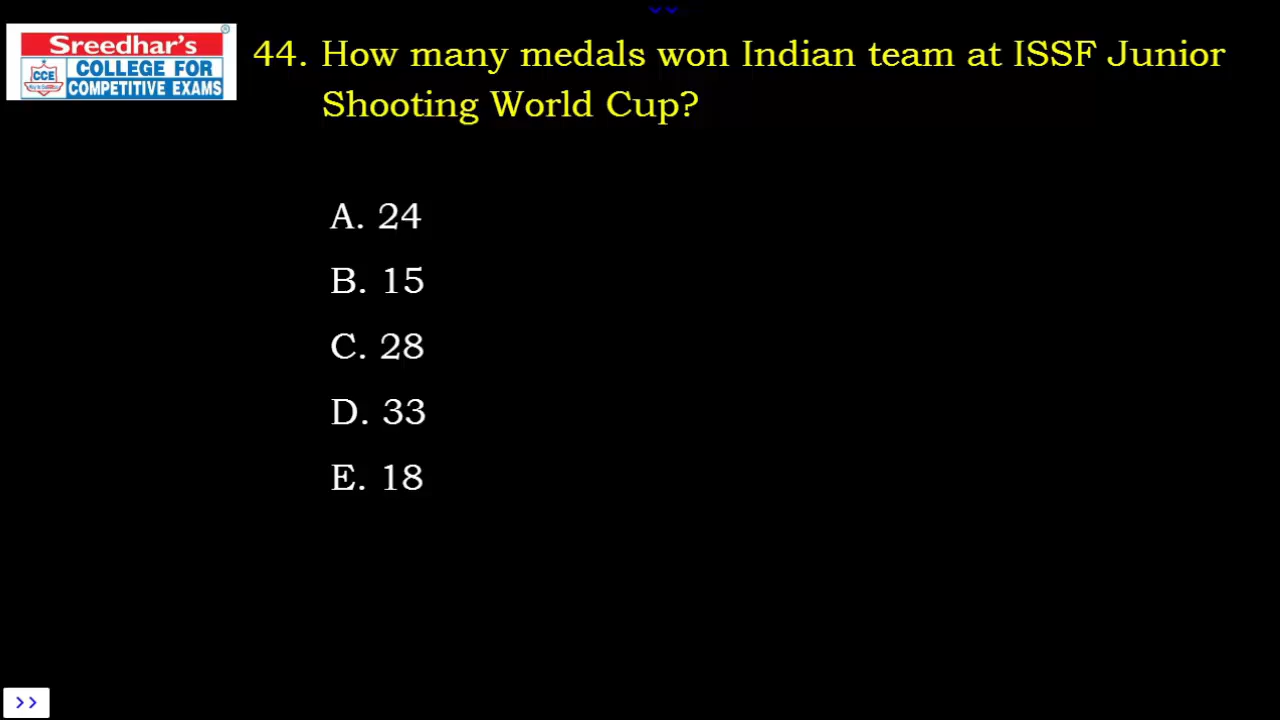 Sreedhar's
CCE
COLLEGE FOR
COMPETITIVE EXAMS
44. How many medals won Indian team at ISSF Junior
Shooting World Cup?
A. 24
B. 15
C. 28
D. 33
E. 18
>>